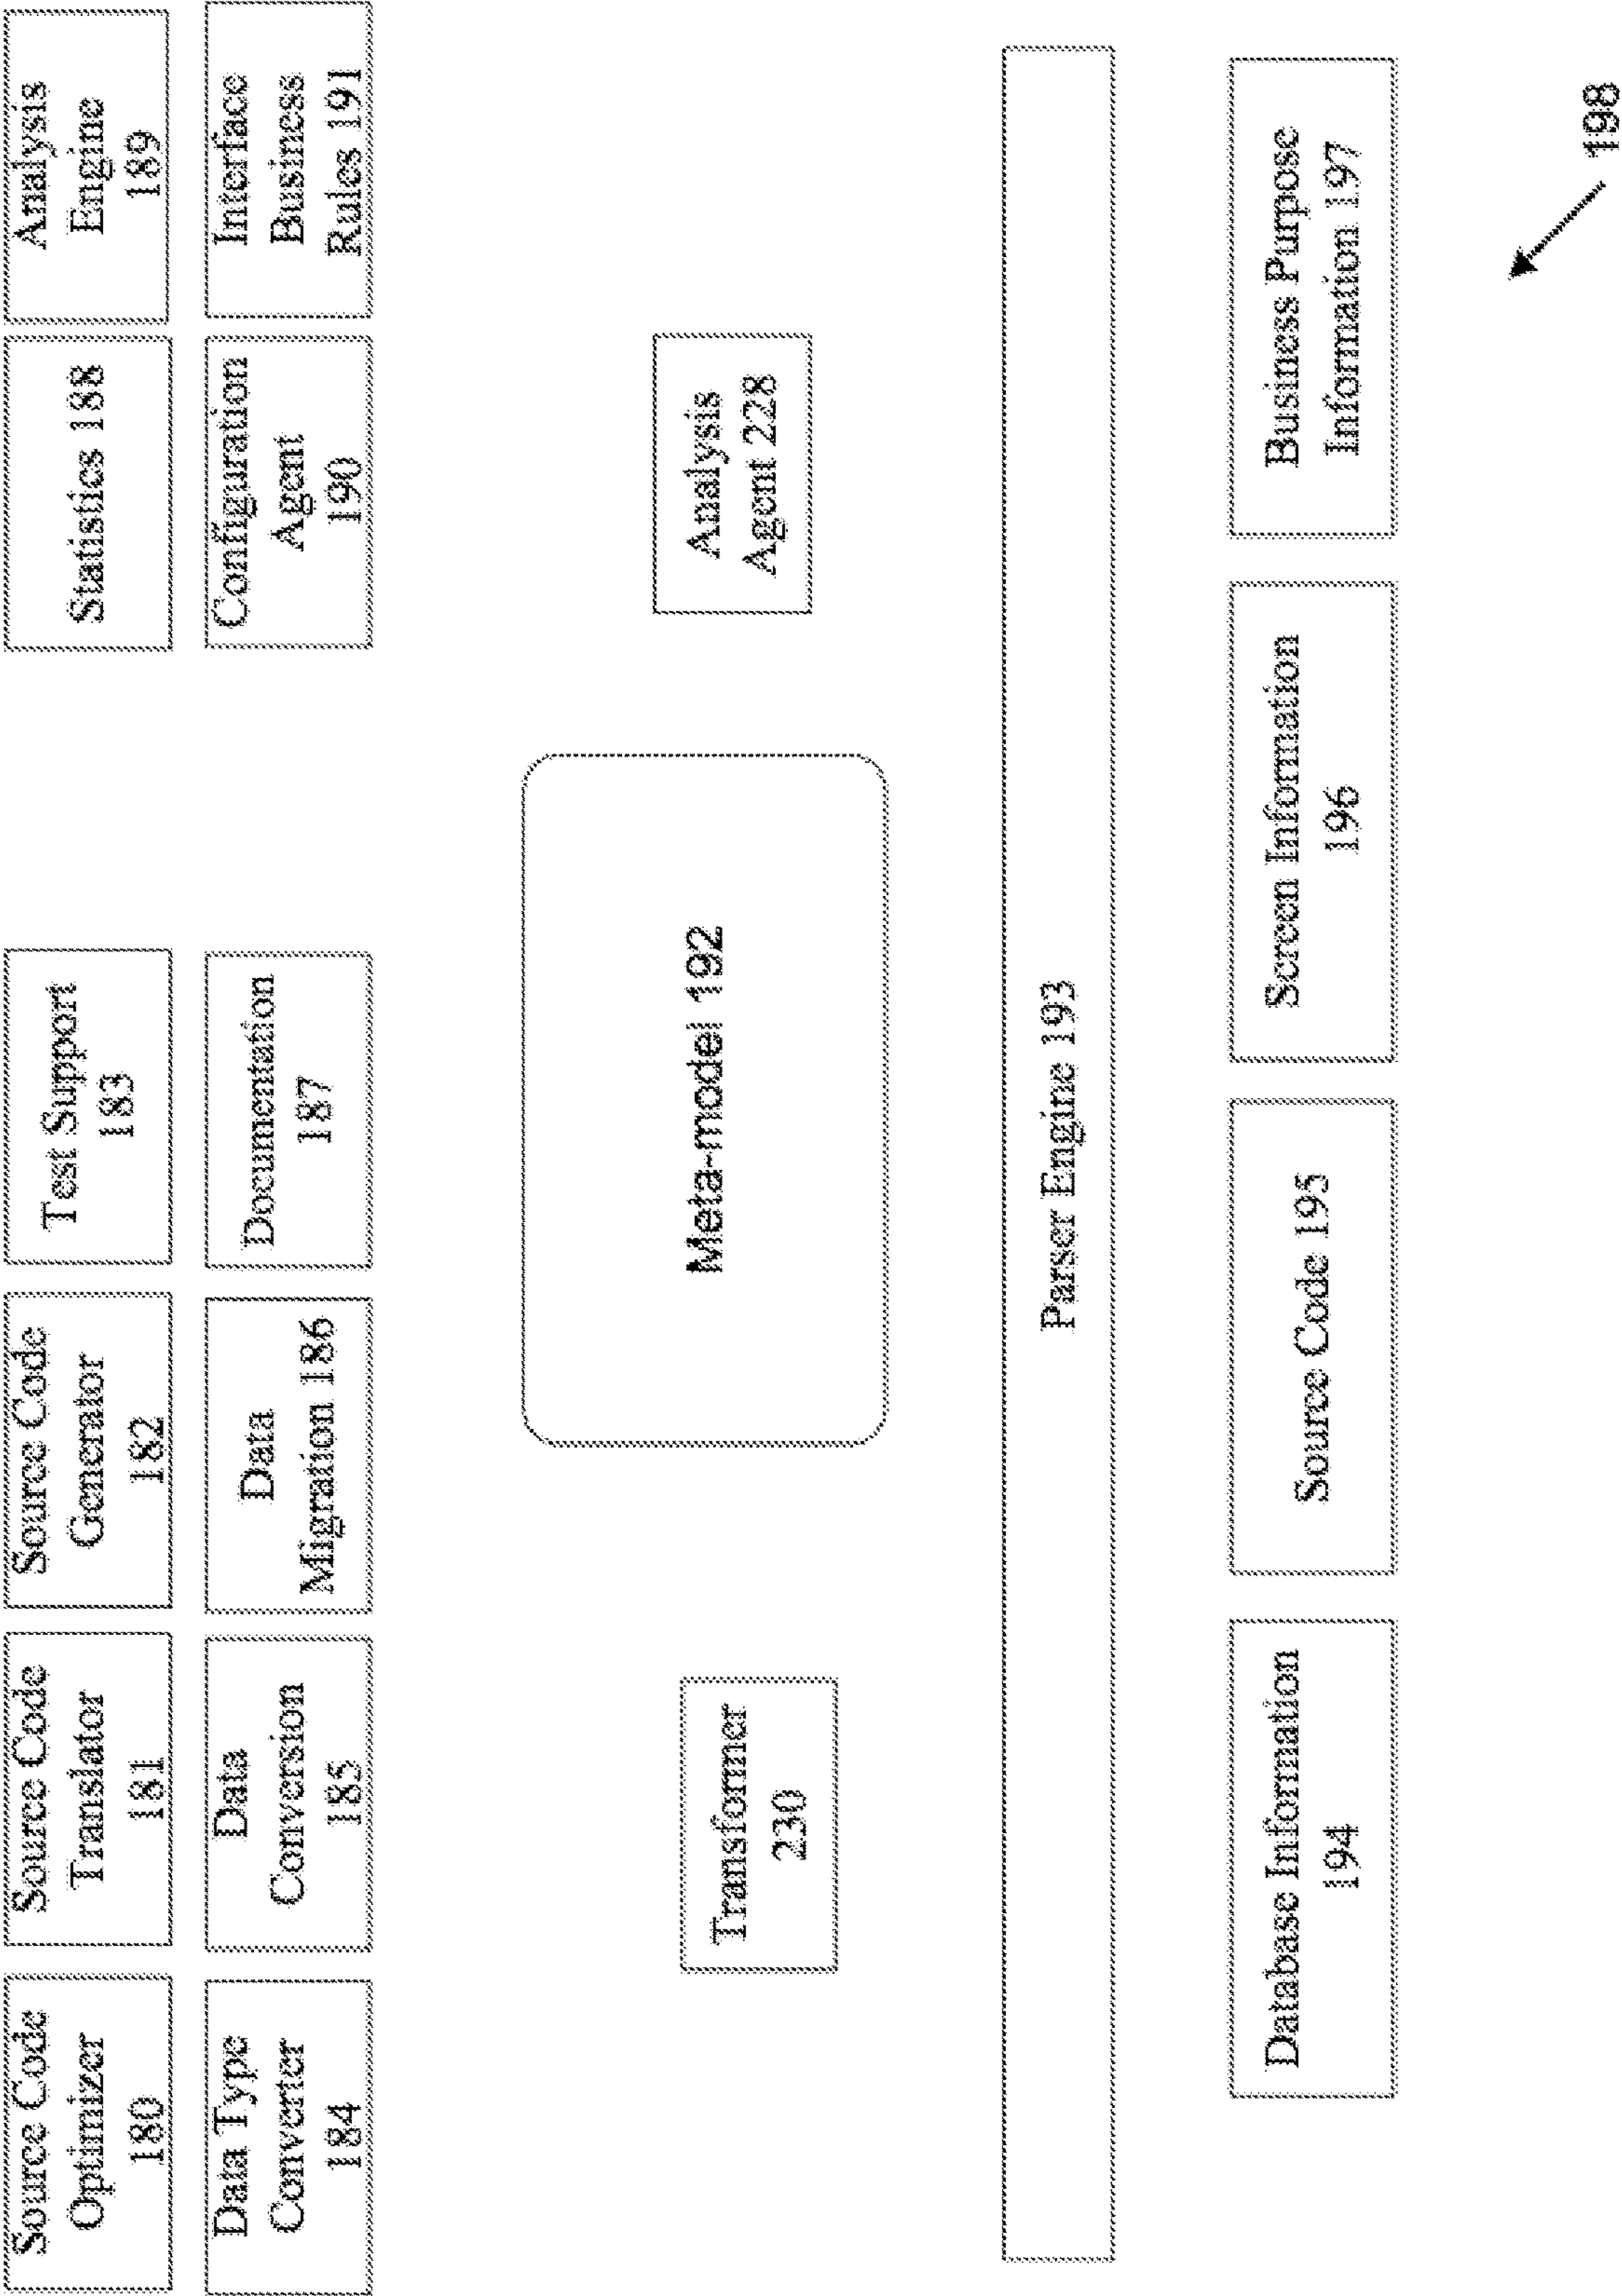 Source Code
Optimizer
180
Source Code
Translator
181
Source Code
Generator
182
Test Support
183
Statistics 188
Analysis
Engine
189
Data Type
Converter
184
Data
Conversion
185
Data
Migration 186
Documentation
187
Configuration
Agent
190
Interface
Business
Rules 191
Transformer
230
Meta-model 192
Analysis
Agent 228
Parser Engine 193
Database Information
194
Source Code 195
Screen Information
196
Business Purpose
Information 197
198